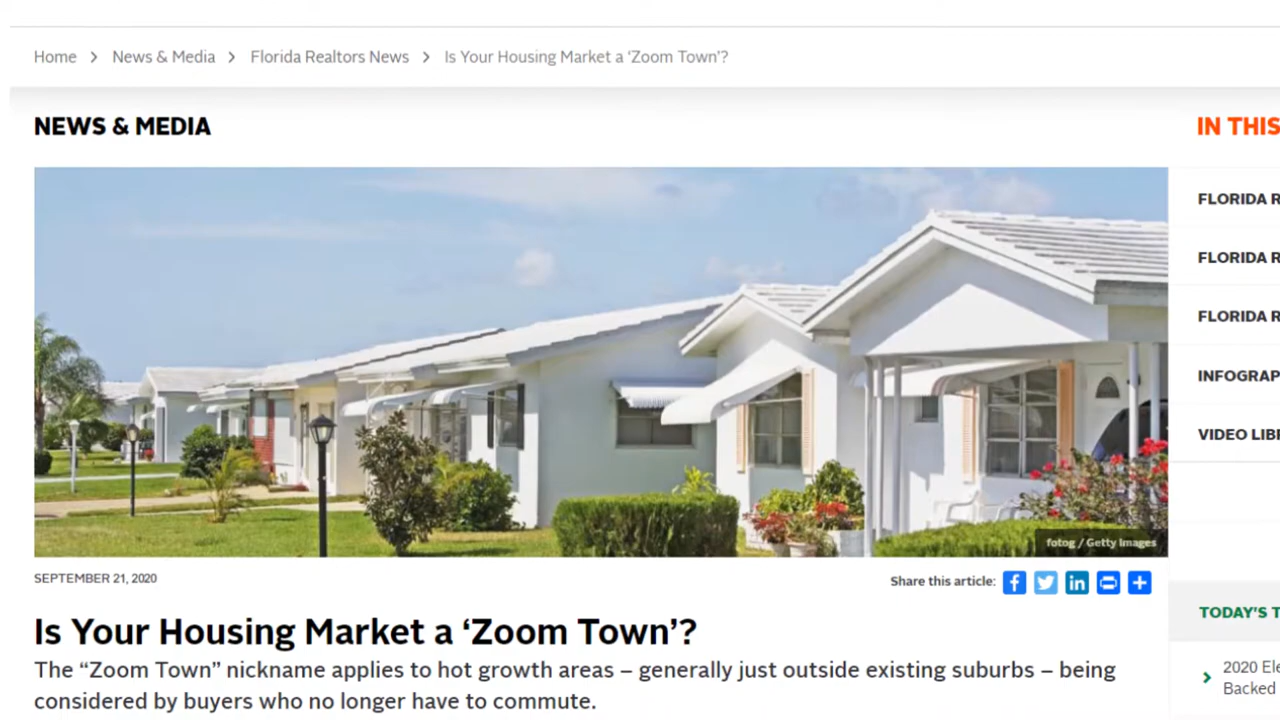 Home > News & Media > Florida Realtors News > Is Your Housing Market a ‘Zoom Town’?
NEWS & MEDIA
IN THIS
FLORIDA R
FLORIDA R
FLORIDA R
INFOGRAP
VIDEO LIB
fotog / Getty Images
SEPTEMBER 21, 2020
Share this article:
Is Your Housing Market a ‘Zoom Town’?
The “Zoom Town” nickname applies to hot growth areas – generally just outside existing suburbs – being
considered by buyers who no longer have to commute.
TODAY'S T
2020 Ele
Backed